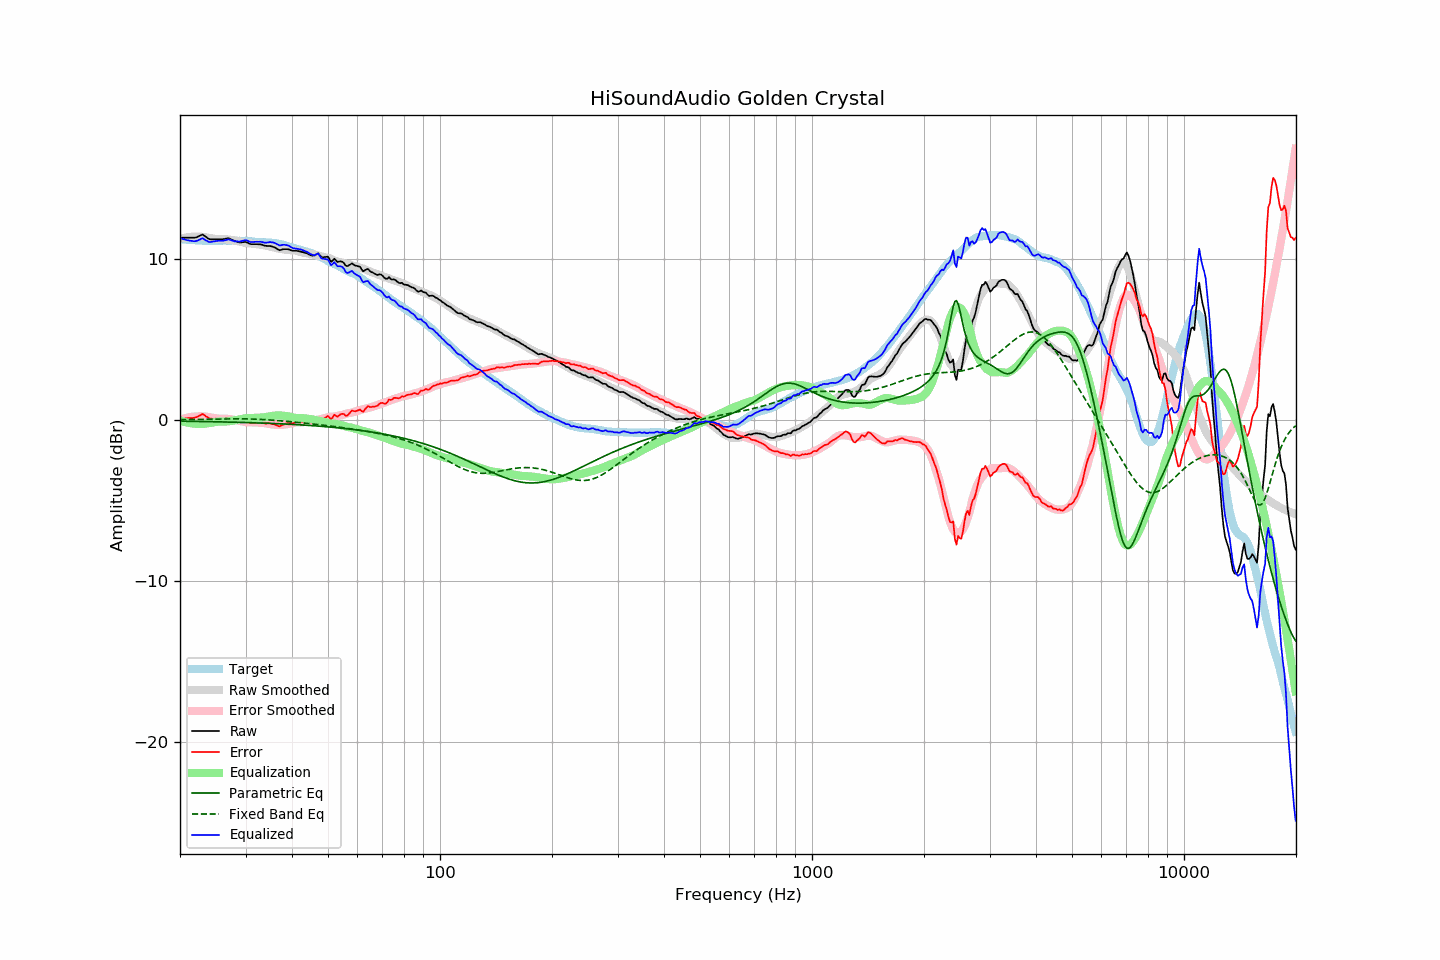 HiSoundAudio Golden Crystal
Amplitude (dBr)
10
0
−10
−20
Target
Raw Smoothed
Error Smoothed
Raw
Error
Equalization
Parametric Eq
Fixed Band Eq
Equalized
100
1000
10000
Frequency (Hz)